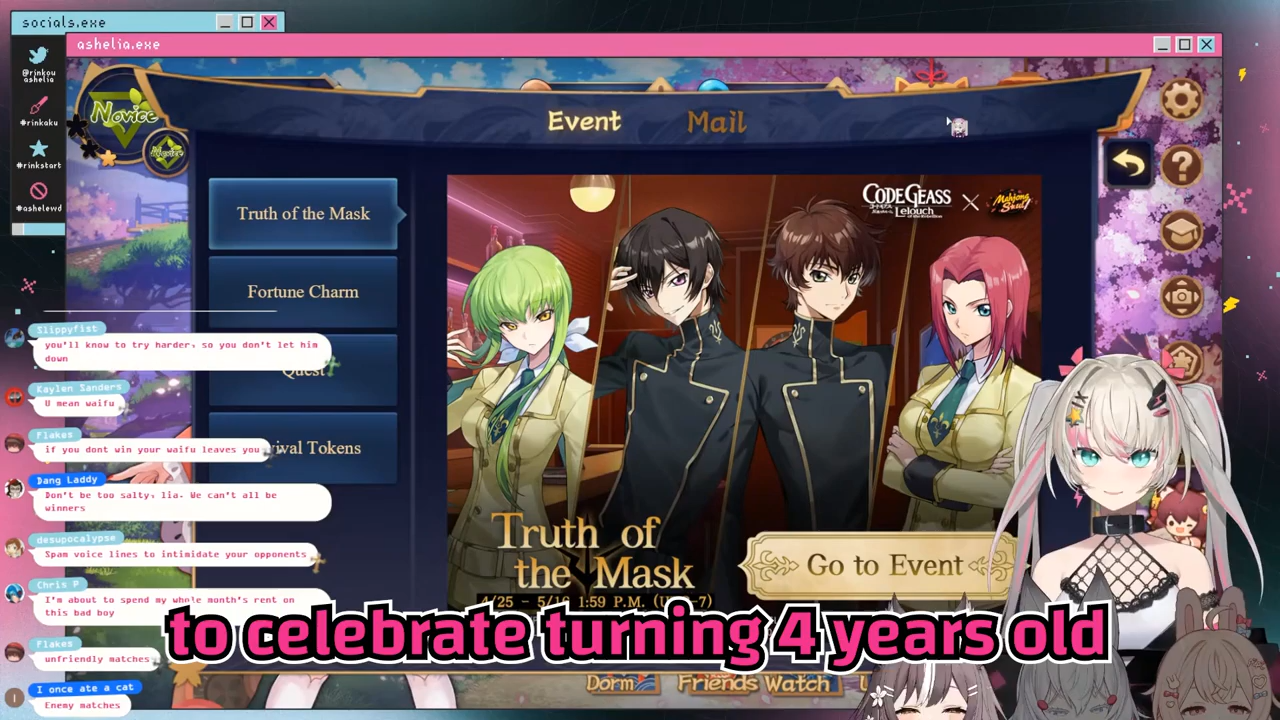 socials.exe
ashelia.exe
@rinkou
ashelia
#rinkaku
#rinkstart
#ashelewd
Novice
Novice
Event
Mail
Truth of the Mask
Fortune Charm
Quest
ival Tokens
CODE GEASS
Lelouch
of the Rebellion
X
Mahjong
Soul
Truth of
the Mask
4/25 - 5/16 1:59 P.M. (UTC-7)
Go to Event
Slippyfist
you'll know to try harder, so you don't let him
down
Kaylen Sanders
U mean waifu
Flakes
if you dont win your waifu leaves you
Dang Laddy
Don't be too salty, lia. We can't all be
winners
desupocalypse
Spam voice lines to intimidate your opponents
Chris P
I'm about to spend my whole month's rent on
this bad boy
Flakes
unfriendly matches
I once ate a cat
Enemy matches
to celebrate turning 4 years old
Dorm
Friends
Watch